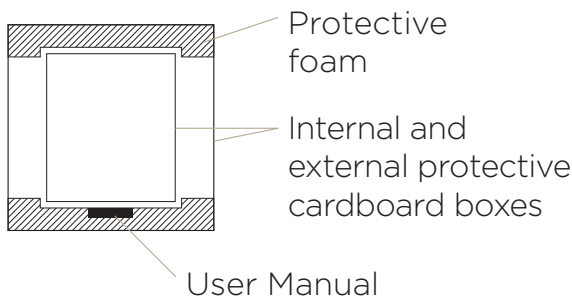 Protective
foam
Internal and
external protective
cardboard boxes
User Manual